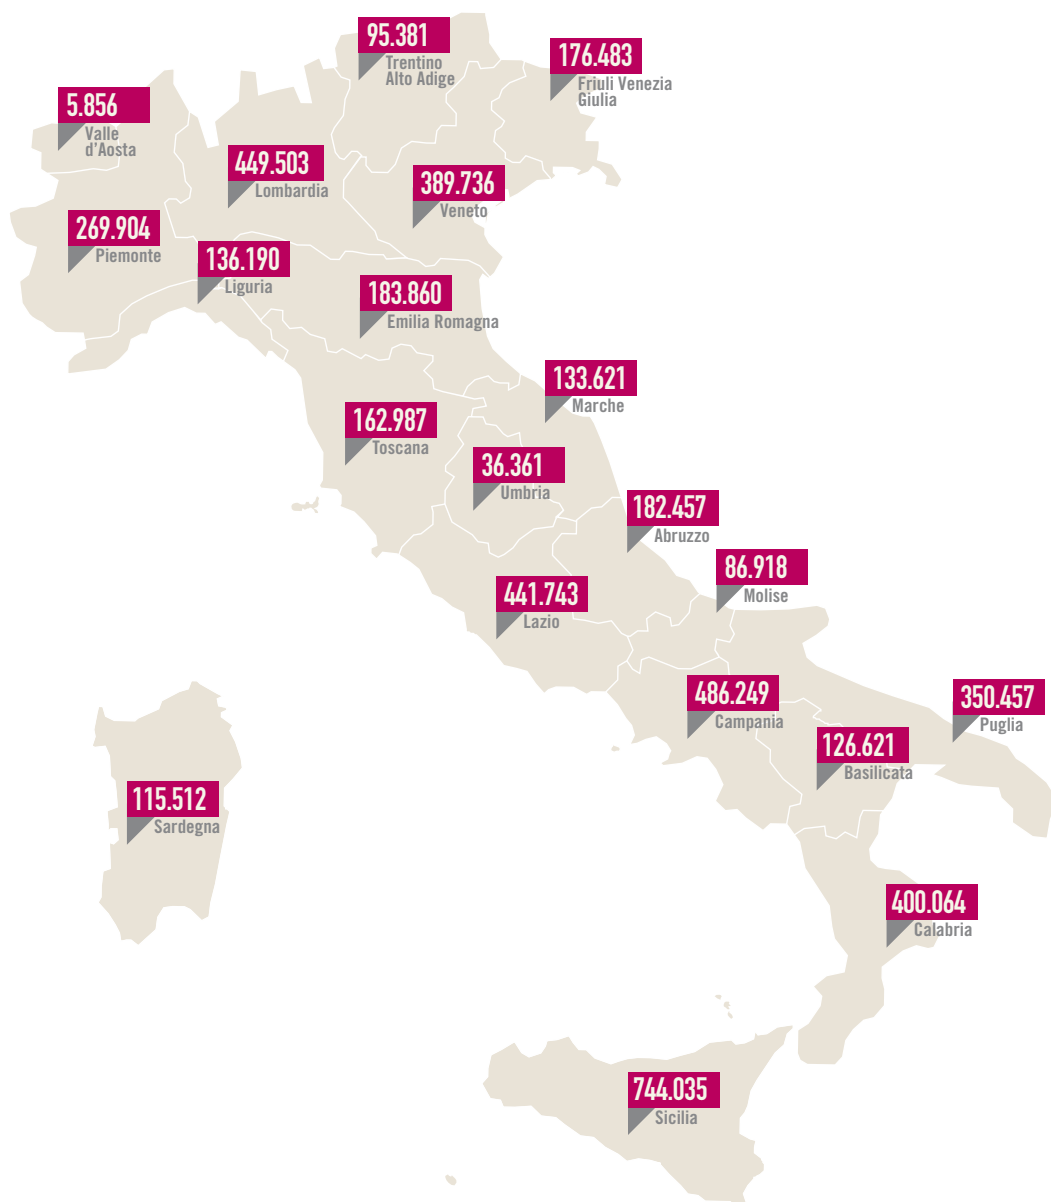 95.381
Trentino
Alto Adige
176.483
Friuli Venezia
Giulia
5.856
Valle
d'Aosta
449.503
Lombardia
389.736
Veneto
269.904
Piemonte
136.190
Liguria
183.860
Emilia Romagna
133.621
Marche
162.987
Toscana
36.361
Umbria
182.457
Abruzzo
86.918
Molise
441.743
Lazio
486.249
Campania
350.457
Puglia
126.621
Basilicata
115.512
Sardegna
400.064
Calabria
744.035
Sicilia